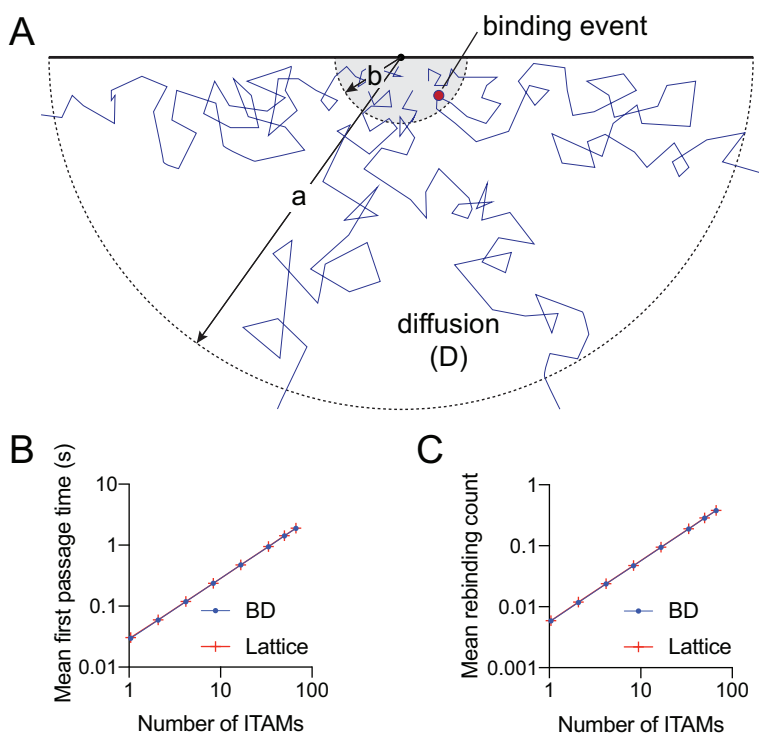 A
binding event
b
a
diffusion
(D)
B
Mean first passage time (s)
10
1
0.1
0.01
BD
Lattice
1
10
100
Number of ITAMs
C
Mean rebinding count
1
0.1
0.01
0.001
BD
Lattice
1
10
100
Number of ITAMs